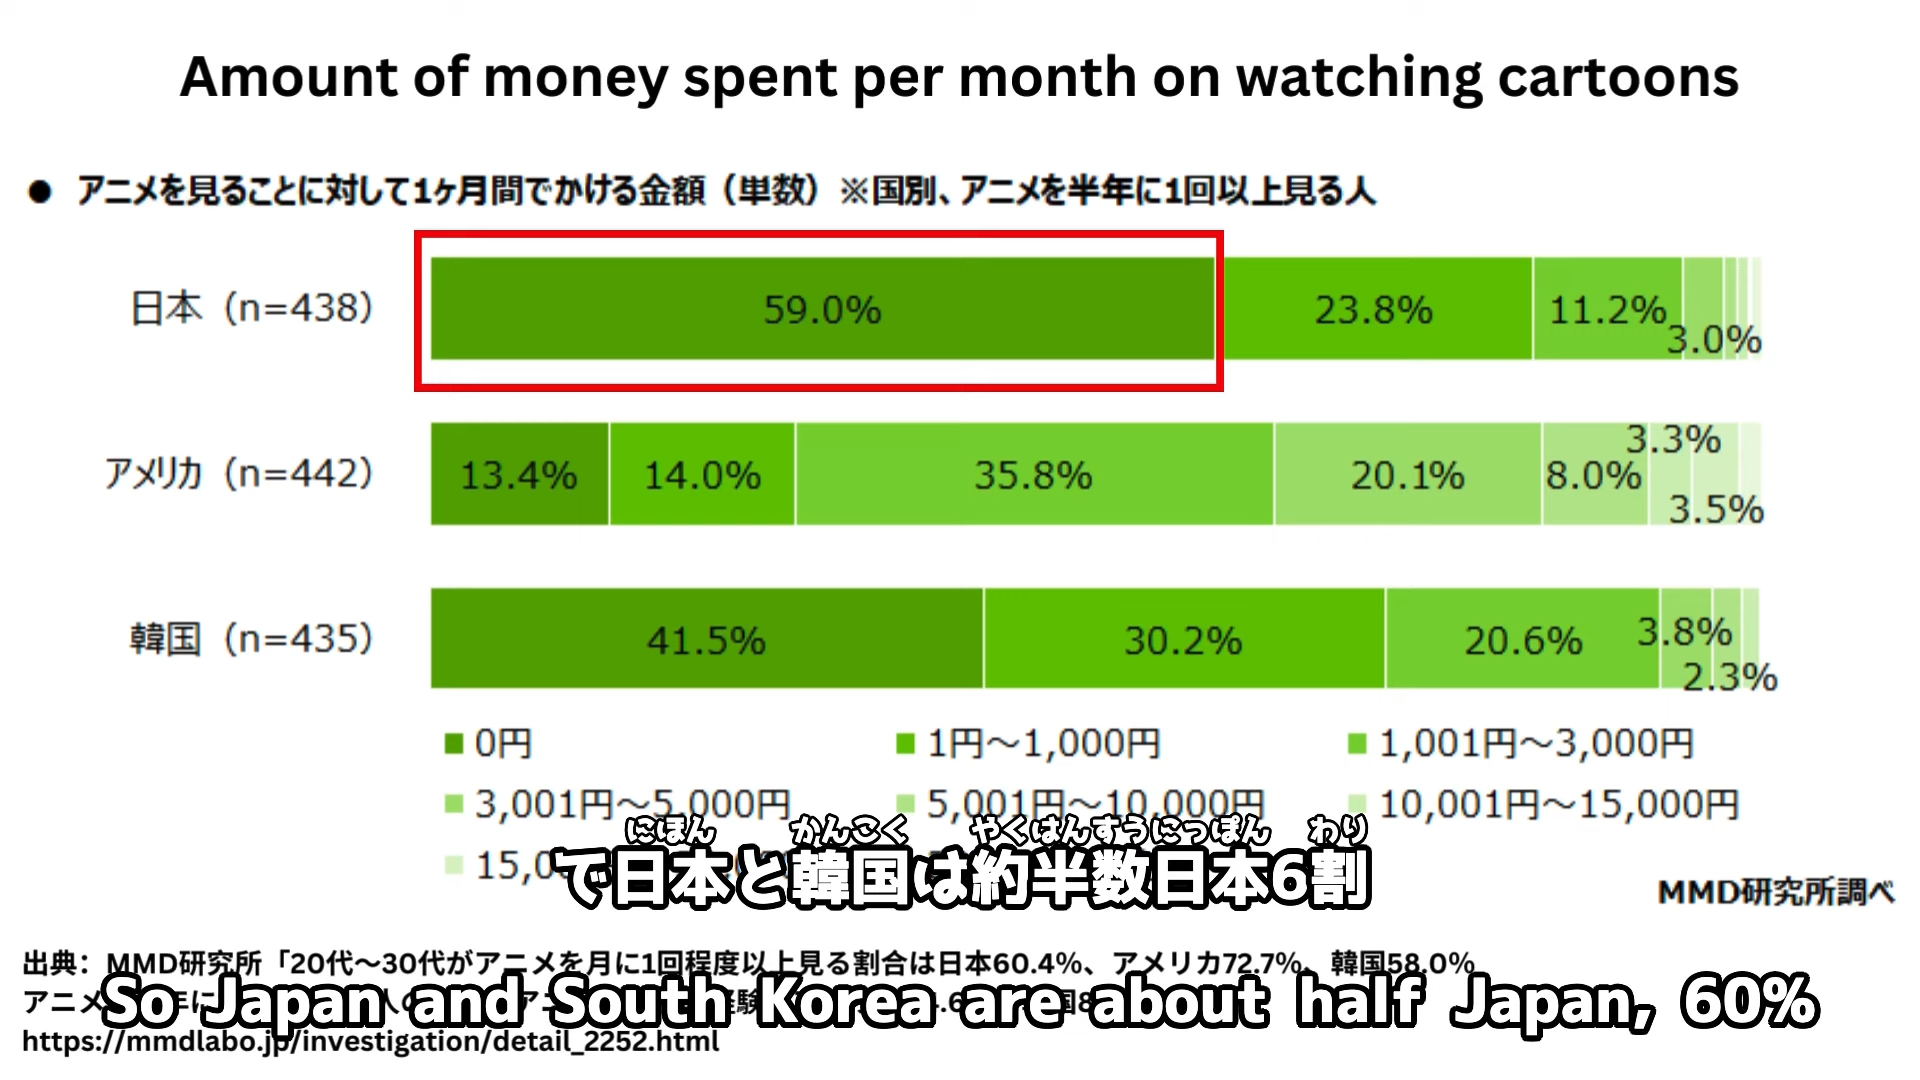 Amount of money spent per month on watching cartoons
● アニメを見ることに対して1ヶ月間でかける金額（単数）※国別、アニメを半年に1回以上見る人
日本（n=438） 59.0% 23.8% 11.2% 3.0%
アメリカ（n=442） 13.4% 14.0% 35.8% 20.1% 8.0% 3.3% 3.5%
韓国（n=435） 41.5% 30.2% 20.6% 3.8% 2.3%
0円 1円～1,000円 1,001円～3,000円
3,001円～5,000円 5,001円～10,000円 10,001円～15,000円
にほん かんこく やくはんすうにっぽん わり
で日本と韓国は約半数日本6割
MMD研究所調べ
出典：MMD研究所「20代～30代がアニメを月に1回程度以上見る割合は日本60.4%、アメリカ72.7%、韓国58.0%
アニメ
So Japan and South Korea are about half Japan, 60%
https://mmdlabo.jp/investigation/detail_2252.html